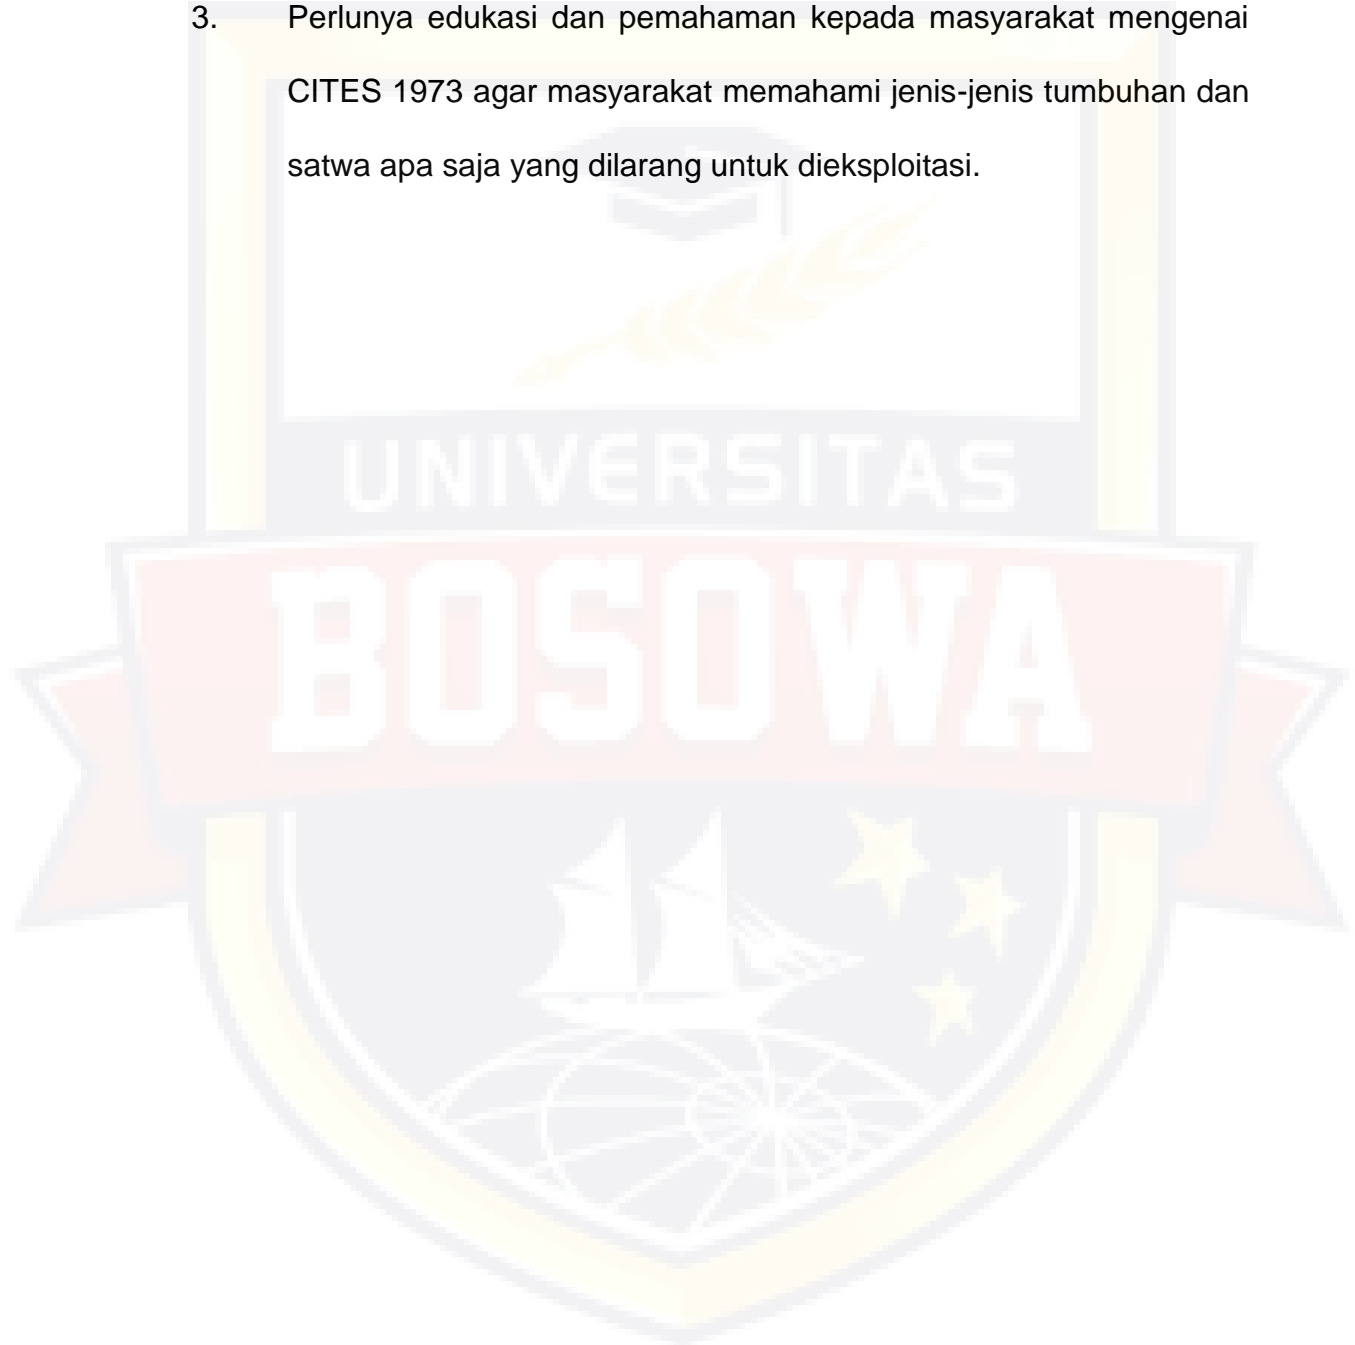 3. Perlunya edukasi dan pemahaman kepada masyarakat mengenai
CITES 1973 agar masyarakat memahami jenis-jenis tumbuhan dan
satwa apa saja yang dilarang untuk dieksploitasi.
UNIVERSITAS
BOSOWA